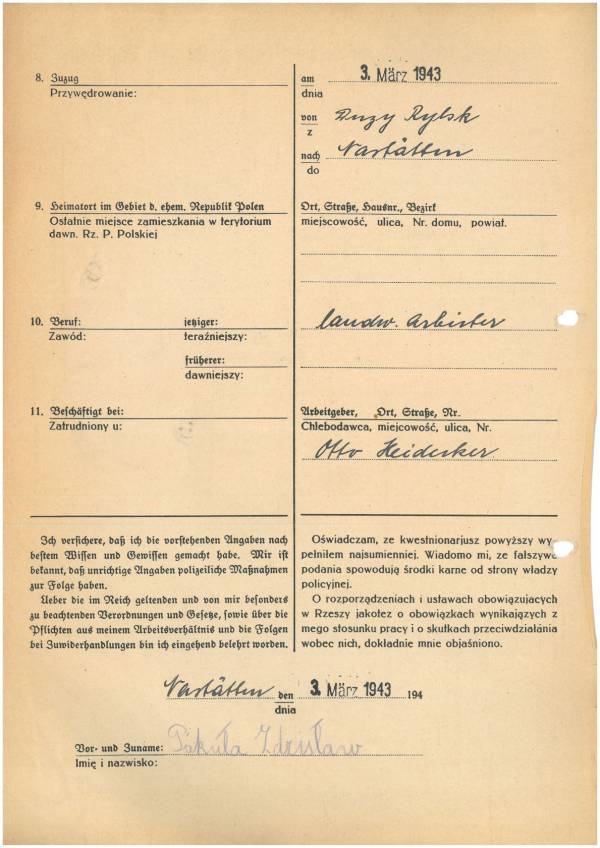 8. Zuzug
Przywędrowanie:
am 3. März 1943
dnia
von Duzy Rylsk
z
nach Nastätten
do
9. Heimatort im Gebiet d. ehem. Republik Polen
Ostatnie miejsce zamieszkania w terytorium
dawn. Rz. P. Polskiej
Ort, Straße, Hausnr., Bezirk
miejscowość, ulica, Nr. domu, powiat.
10. Beruf: jetziger:
Zawód: teraźniejszy:
landw. Arbeiter
früherer:
dawniejszy:
11. Beschäftigt bei:
Zatrudniony u:
Arbeitgeber, Ort, Straße, Nr.
Chlebodawca, miejcowość, ulica, Nr.
Otto Heidecker
Ich versichere, daß ich die vorstehenden Angaben nach
bestem Wissen und Gewissen gemacht habe. Mir ist
bekannt, daß unrichtige Angaben polizeiliche Maßnahmen
zur Folge haben.
Ueber die im Reich geltenden und von mir besonders
zu beachtenden Verordnungen und Gesetze, sowie über die
Pflichten aus meinem Arbeitsverhältnis und die Folgen
bei Zuwiderhandlungen bin ich eingehend belehrt worden.
Oświadczam, ze kwestionarjusz powyższy wy
pełniłem najsumienniej. Wiadomo mi, ze fałszywe
podania spowodują środki karne od strony władzy
policyjnej.
O rozporządzeniach i ustawach obowiązujących
w Rzeszy jakoteż o obowiązkach wynikających z
mego stosunku pracy i o skutkach przeciwdziałánia
wobec nich, dokładnie mnie objaśniono.
Nastätten den 3. März 1943 194
dnia
Vor- und Zuname: Pakuła Zdzisław
Imię i nazwisko: